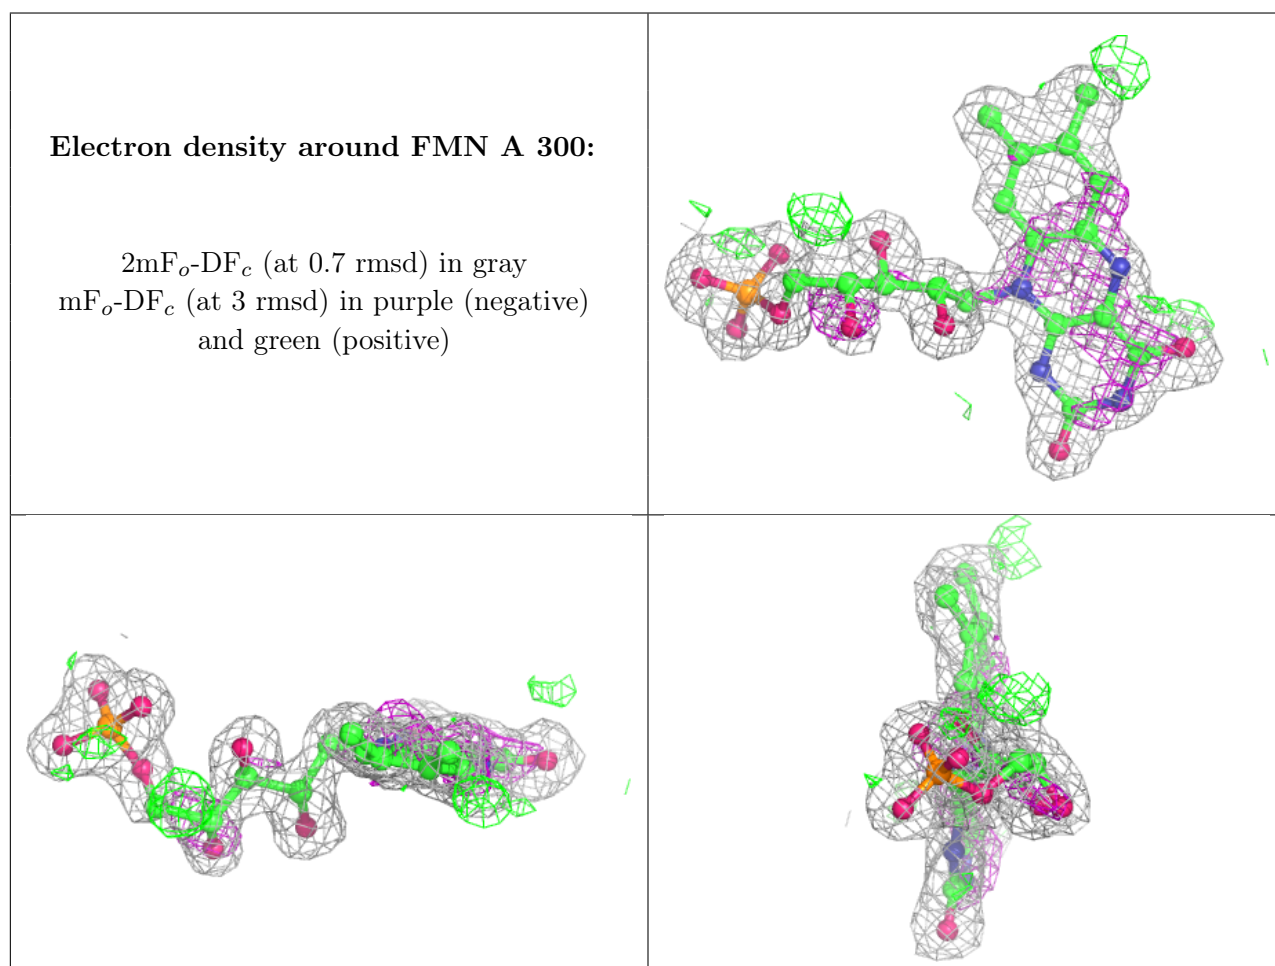 Electron density around FMN A 300:
2mFo-DFc (at 0.7 rmsd) in gray
mFo-DFc (at 3 rmsd) in purple (negative)
and green (positive)